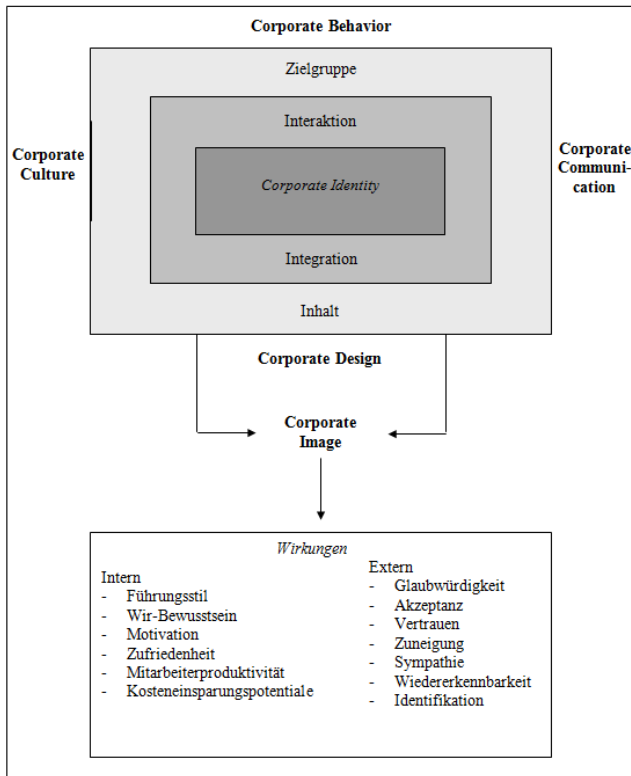 Corporate Behavior
Zielgruppe
Interaktion
Corporate
Culture
Corporate Identity
Corporate
Communi-
cation
Integration
Inhalt
Corporate Design
Corporate
Image
Wirkungen
Intern
- Führungsstil
- Wir-Bewusstsein
- Motivation
- Zufriedenheit
- Mitarbeiterproduktivität
- Kosteneinsparungspotentiale
Extern
- Glaubwürdigkeit
- Akzeptanz
- Vertrauen
- Zuneigung
- Sympathie
- Wiedererkennbarkeit
- Identifikation